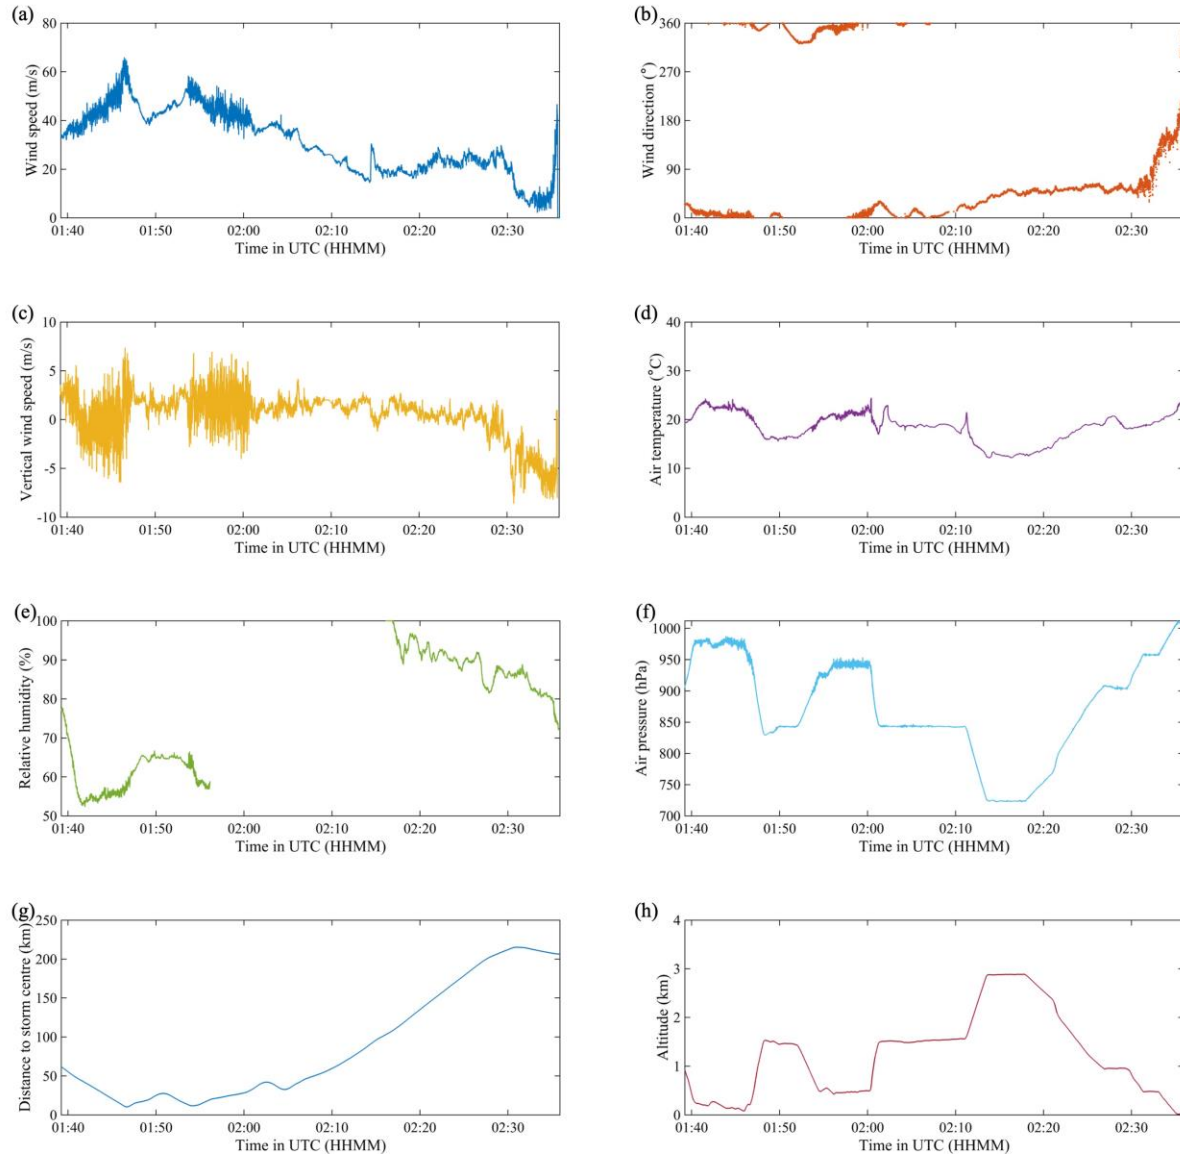 (a)
80
60
40
20
0
Wind speed (m/s)
01:40 01:50 02:00 02:10 02:20 02:30
Time in UTC (HHMM)
(b)
360
270
180
90
0
Wind direction (°)
01:40 01:50 02:00 02:10 02:20 02:30
Time in UTC (HHMM)
(c)
10
5
0
-5
-10
Vertical wind speed (m/s)
01:40 01:50 02:00 02:10 02:20 02:30
Time in UTC (HHMM)
(d)
40
30
20
10
0
Air temperature (°C)
01:40 01:50 02:00 02:10 02:20 02:30
Time in UTC (HHMM)
(e)
100
90
80
70
60
50
Relative humidity (%)
01:40 01:50 02:00 02:10 02:20 02:30
Time in UTC (HHMM)
(f)
1000
950
900
850
800
750
700
Air pressure (hPa)
01:40 01:50 02:00 02:10 02:20 02:30
Time in UTC (HHMM)
(g)
250
200
150
100
50
0
Distance to storm centre (km)
01:40 01:50 02:00 02:10 02:20 02:30
Time in UTC (HHMM)
(h)
4
3
2
1
0
Altitude (km)
01:40 01:50 02:00 02:10 02:20 02:30
Time in UTC (HHMM)